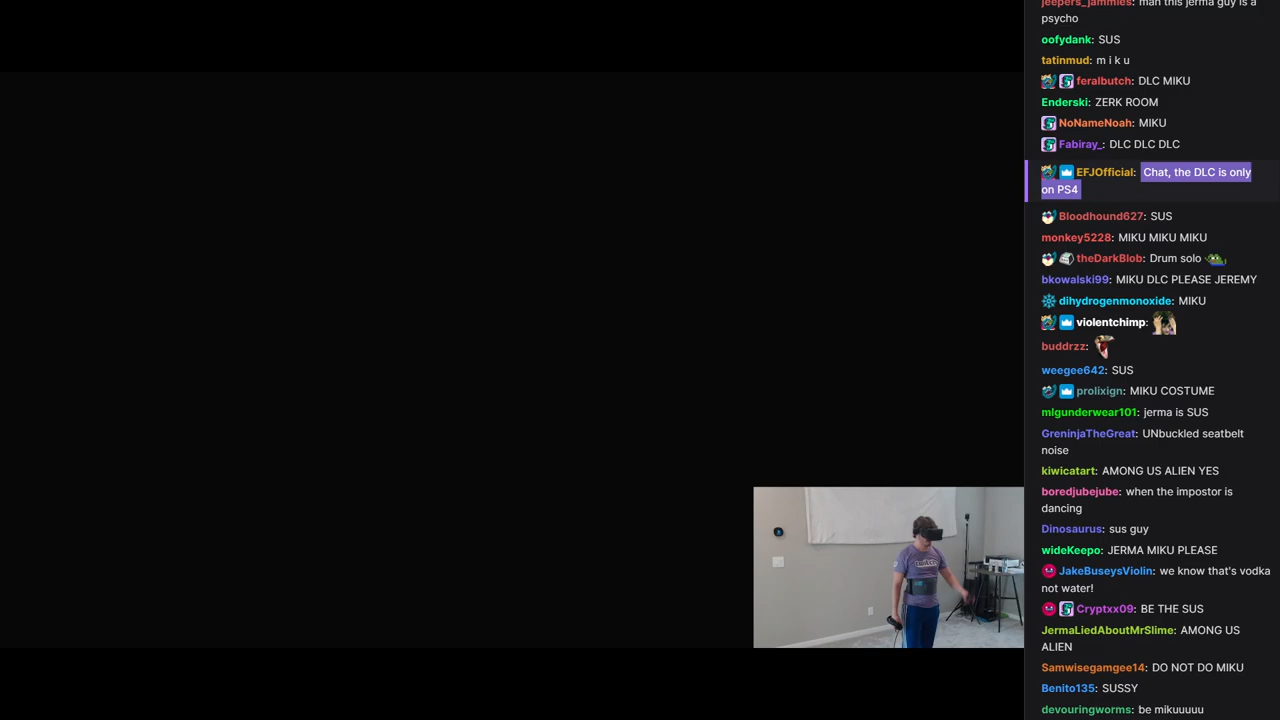 jeepers_jammies: man this jerma guy is a
psycho
oofydank: SUS
tatinmud: m i k u
feralbutch: DLC MIKU
Enderski: ZERK ROOM
NoNameNoah: MIKU
Fabiray_: DLC DLC DLC
EFJOfficial: Chat, the DLC is only
on PS4
Bloodhound627: SUS
monkey5228: MIKU MIKU MIKU
theDarkBlob: Drum solo
bkowalski99: MIKU DLC PLEASE JEREMY
dihydrogenmonoxide: MIKU
violentchimp:
buddrzz:
weegee642: SUS
prolixign: MIKU COSTUME
mlgunderwear101: jerma is SUS
GreninjaTheGreat: UNbuckled seatbelt
noise
kiwicatart: AMONG US ALIEN YES
boredjubejube: when the impostor is
dancing
Dinosaurus: sus guy
wideKeepo: JERMA MIKU PLEASE
JakeBuseysViolin: we know that's vodka
not water!
Cryptxx09: BE THE SUS
JermaLiedAboutMrSlime: AMONG US
ALIEN
Samwisegamgee14: DO NOT DO MIKU
Benito135: SUSSY
devouringworms: be mikuuuuu
twitch